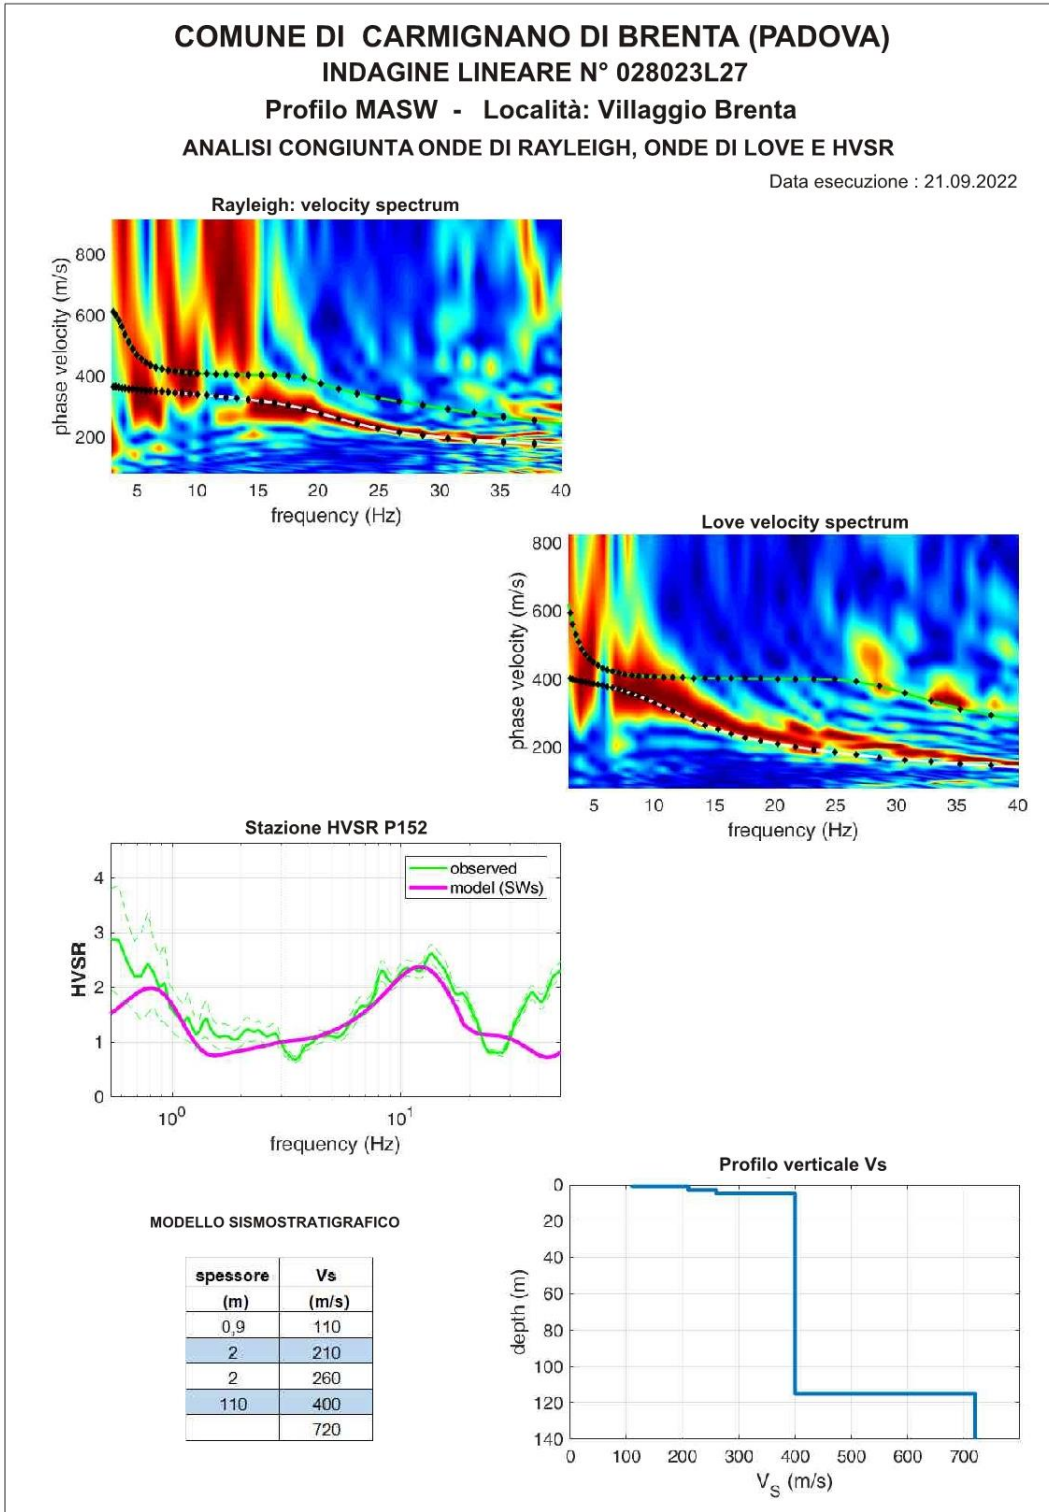 COMUNE DI CARMIGNANO DI BRENTA (PADOVA)
INDAGINE LINEARE N° 028023L27
Profilo MASW - Località: Villaggio Brenta
ANALISI CONGIUNTA ONDE DI RAYLEIGH, ONDE DI LOVE E HVSR
Data esecuzione : 21.09.2022
Rayleigh: velocity spectrum
phase velocity (m/s)
800
600
400
200
5 10 15 20 25 30 35 40
frequency (Hz)
Love velocity spectrum
phase velocity (m/s)
800
600
400
200
5 10 15 20 25 30 35 40
frequency (Hz)
Stazione HVSR P152
observed
model (SWs)
HVSR
4
3
2
1
0
10⁰ 10¹
frequency (Hz)
MODELLO SISMOSTRATIGRAFICO
spessore Vs
(m) (m/s)
0,9 110
2 210
2 260
110 400
720
Profilo verticale Vs
depth (m)
0
20
40
60
80
100
120
140
0 100 200 300 400 500 600 700
V_S (m/s)